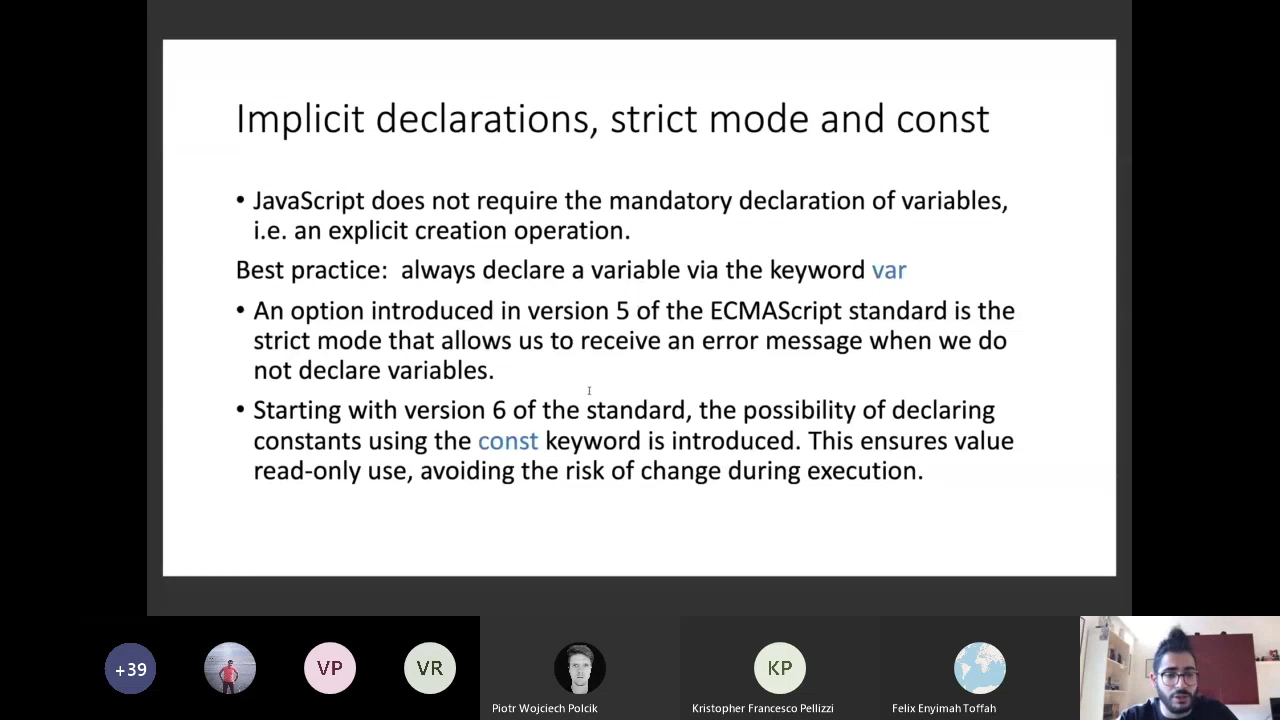 Implicit declarations, strict mode and const
• JavaScript does not require the mandatory declaration of variables,
i.e. an explicit creation operation.
Best practice:  always declare a variable via the keyword var
• An option introduced in version 5 of the ECMAScript standard is the
strict mode that allows us to receive an error message when we do
not declare variables.
• Starting with version 6 of the standard, the possibility of declaring
constants using the const keyword is introduced. This ensures value
read-only use, avoiding the risk of change during execution.
+39
VP
VR
KP
Piotr Wojciech Polcik
Kristopher Francesco Pellizzi
Felix Enyimah Toffah